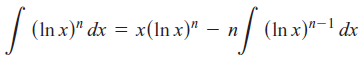 ∫ (ln x)ⁿ dx = x(ln x)ⁿ − n ∫ (ln x)ⁿ⁻¹ dx